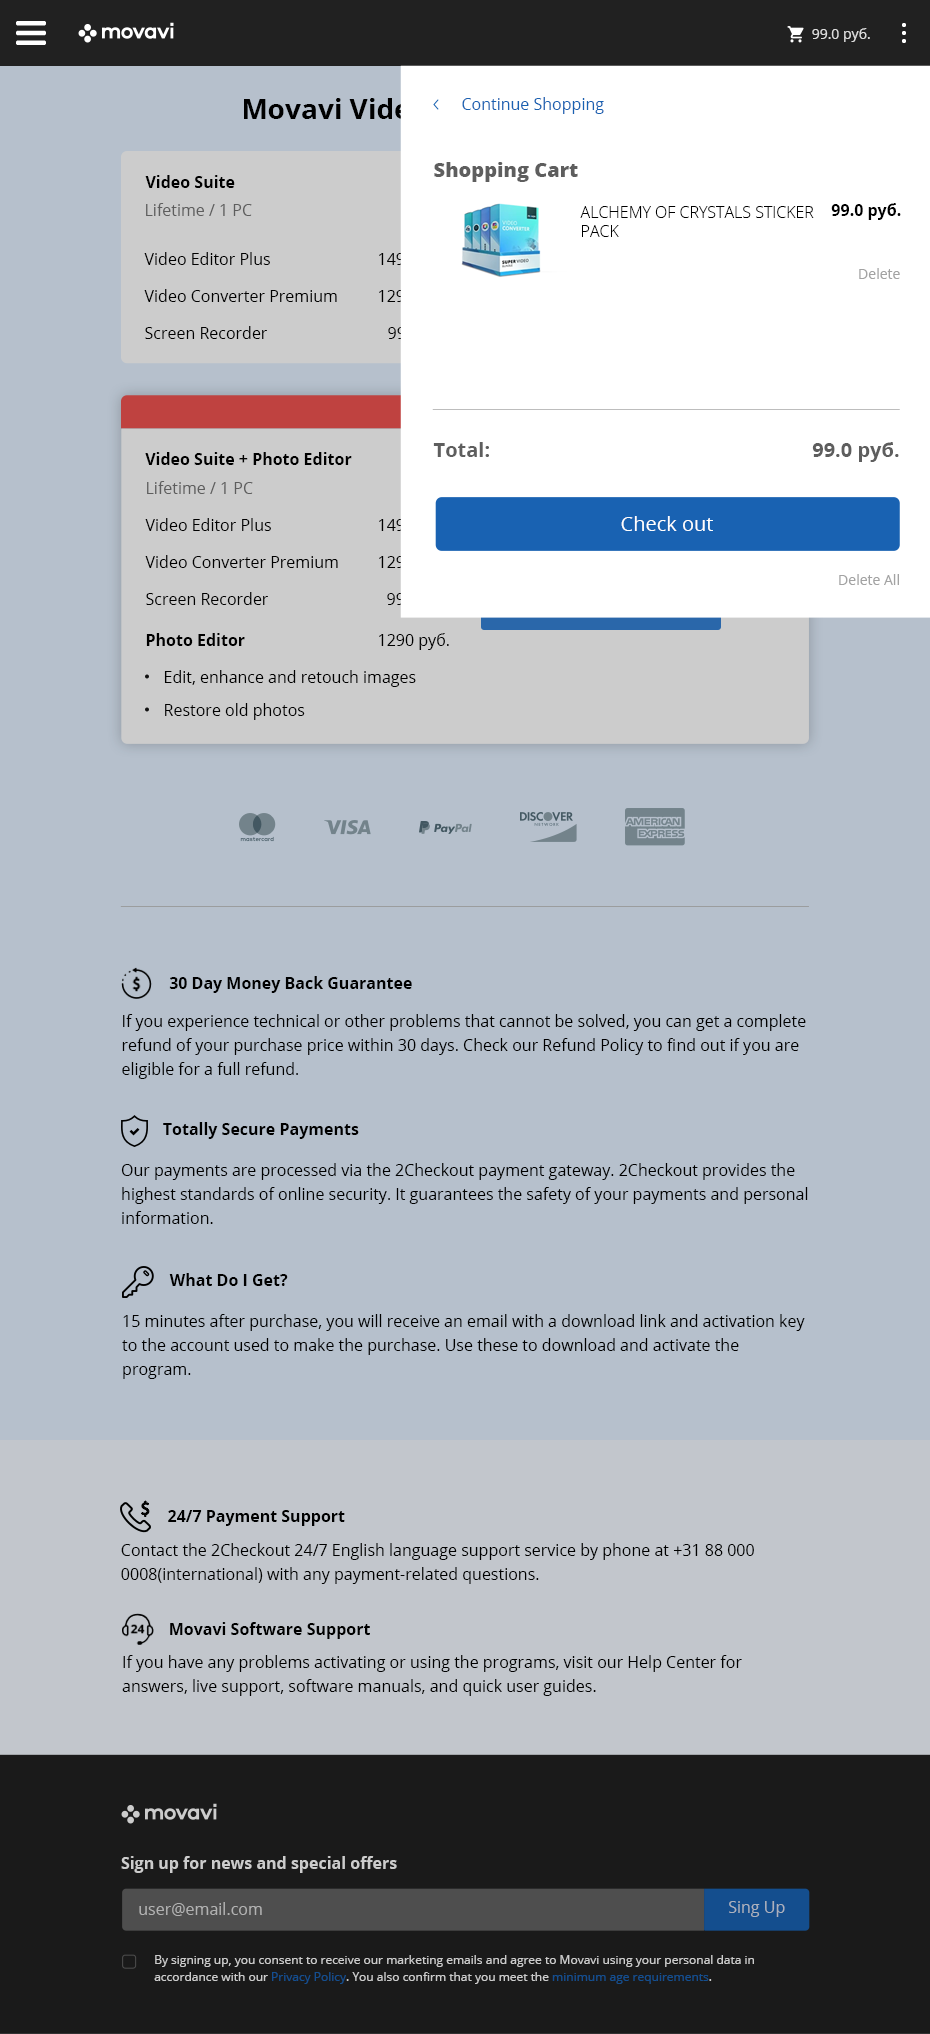 movavi
99.0 руб.
Movavi Vide
Continue Shopping
Shopping Cart
VIDEO
CONVERTER
SUPER VIDEO
ALCHEMY OF CRYSTALS STICKER
PACK
99.0 руб.
Delete
Total:
99.0 руб.
Check out
Delete All
Video Suite
Lifetime / 1 PC
Video Editor Plus 149
Video Converter Premium 129
Screen Recorder 99
Video Suite + Photo Editor
Lifetime / 1 PC
Video Editor Plus 149
Video Converter Premium 129
Screen Recorder 99
Photo Editor 1290 руб.
• Edit, enhance and retouch images
• Restore old photos
mastercard
VISA
PayPal
DISCOVER
NETWORK
AMERICAN
EXPRESS
$
30 Day Money Back Guarantee
If you experience technical or other problems that cannot be solved, you can get a complete
refund of your purchase price within 30 days. Check our Refund Policy to find out if you are
eligible for a full refund.
Totally Secure Payments
Our payments are processed via the 2Checkout payment gateway. 2Checkout provides the
highest standards of online security. It guarantees the safety of your payments and personal
information.
What Do I Get?
15 minutes after purchase, you will receive an email with a download link and activation key
to the account used to make the purchase. Use these to download and activate the
program.
$
24/7 Payment Support
Contact the 2Checkout 24/7 English language support service by phone at +31 88 000
0008(international) with any payment-related questions.
24
Movavi Software Support
If you have any problems activating or using the programs, visit our Help Center for
answers, live support, software manuals, and quick user guides.
movavi
Sign up for news and special offers
user@email.com
Sing Up
By signing up, you consent to receive our marketing emails and agree to Movavi using your personal data in
accordance with our Privacy Policy. You also confirm that you meet the minimum age requirements.